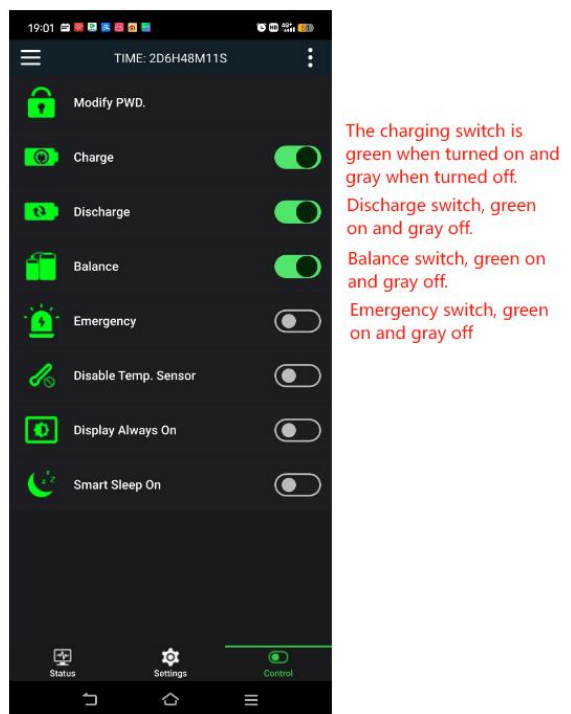 19:01
TIME: 2D6H48M11S
Modify PWD.
Charge
The charging switch is
green when turned on and
gray when turned off.
Discharge
Discharge switch, green
on and gray off.
Balance
Balance switch, green on
and gray off.
Emergency
Emergency switch, green
on and gray off
Disable Temp. Sensor
Display Always On
Smart Sleep On
Status
Settings
Control